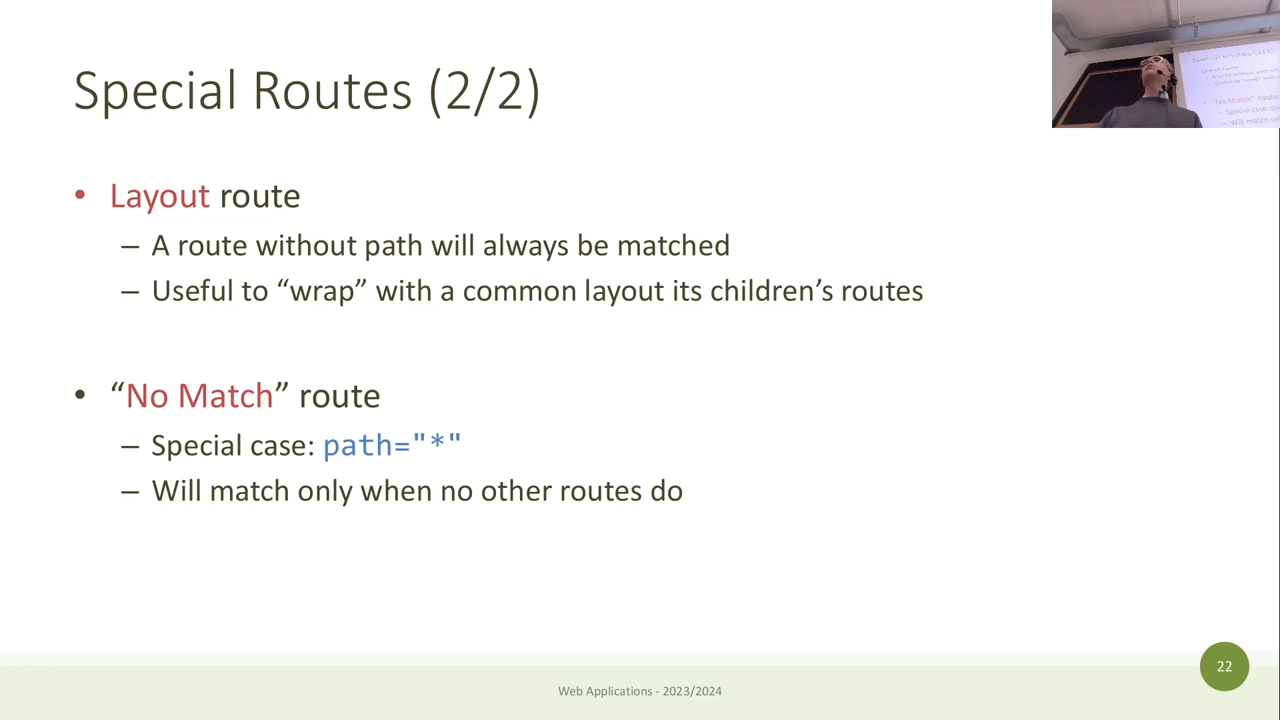 Special Routes (2/2)
• Layout route
– A route without path will always be matched
– Useful to “wrap” with a common layout its children’s routes
• “No Match” route
– Special case: path="*"
– Will match only when no other routes do
22
Web Applications - 2023/2024